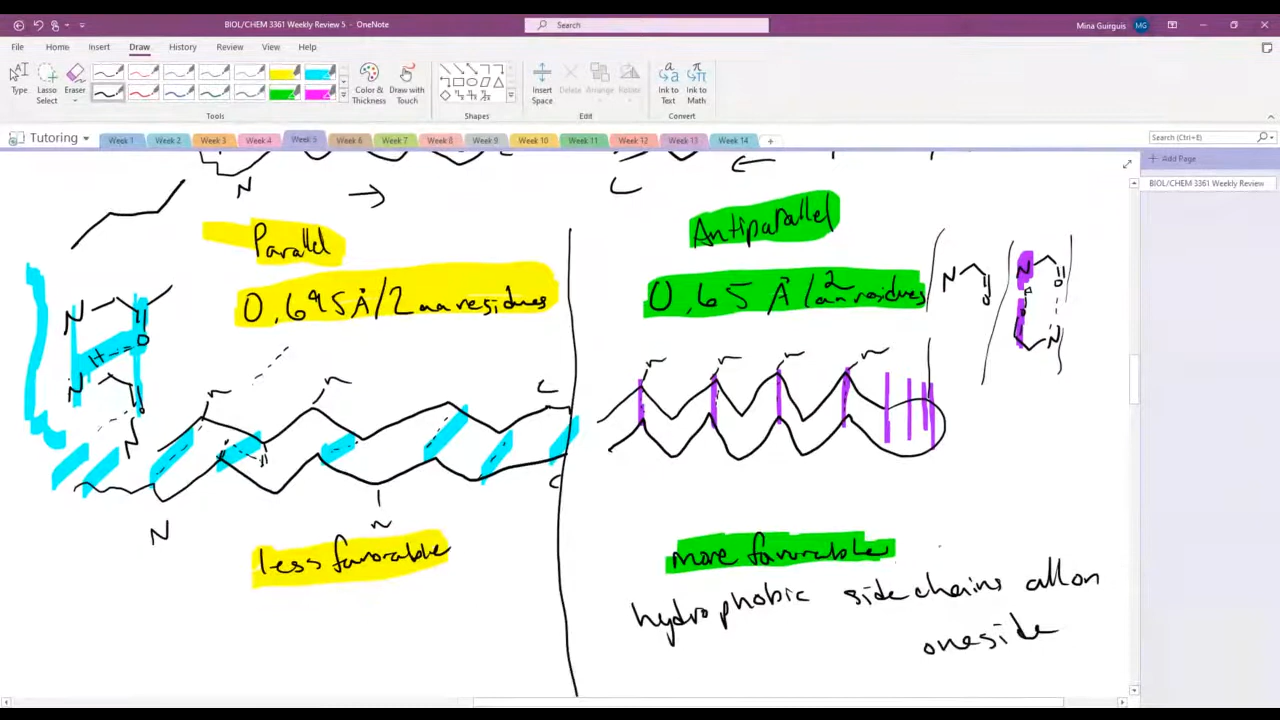 BIOL/CHEM 3361 Weekly Review 5 - OneNote
Search
Mina Guirguis
MG
File
Home
Insert
Draw
History
Review
View
Help
Type
Lasso Select
Eraser
Color & Thickness
Draw with Touch
Insert Space
Delete
Arrange
Rotate
Ink to Text
Ink to Math
Tools
Shapes
Edit
Convert
Tutoring
Week 1
Week 2
Week 3
Week 4
Week 5
Week 6
Week 7
Week 8
Week 9
Week 10
Week 11
Week 12
Week 13
Week 14
Search (Ctrl+E)
Add Page
BIOL/CHEM 3361 Weekly Review
N
C
Parallel
Antiparallel
0.695 Å/2 aa residues
0.65 Å/2 aa residues
N
O
H
N
O
N
N
O
N
O
N
r
r
C
r
r
r
r
N
C
less favorable
more favorable
hydrophobic side chains all on
one side